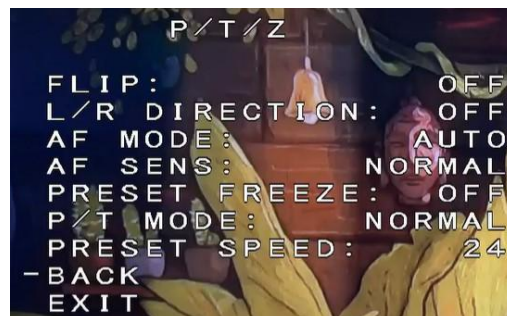 P/T/Z
FLIP: OFF
L/R DIRECTION: OFF
AF MODE: AUTO
AF SENS: NORMAL
PRESET FREEZE: OFF
P/T MODE: NORMAL
PRESET SPEED: 24
-BACK
EXIT